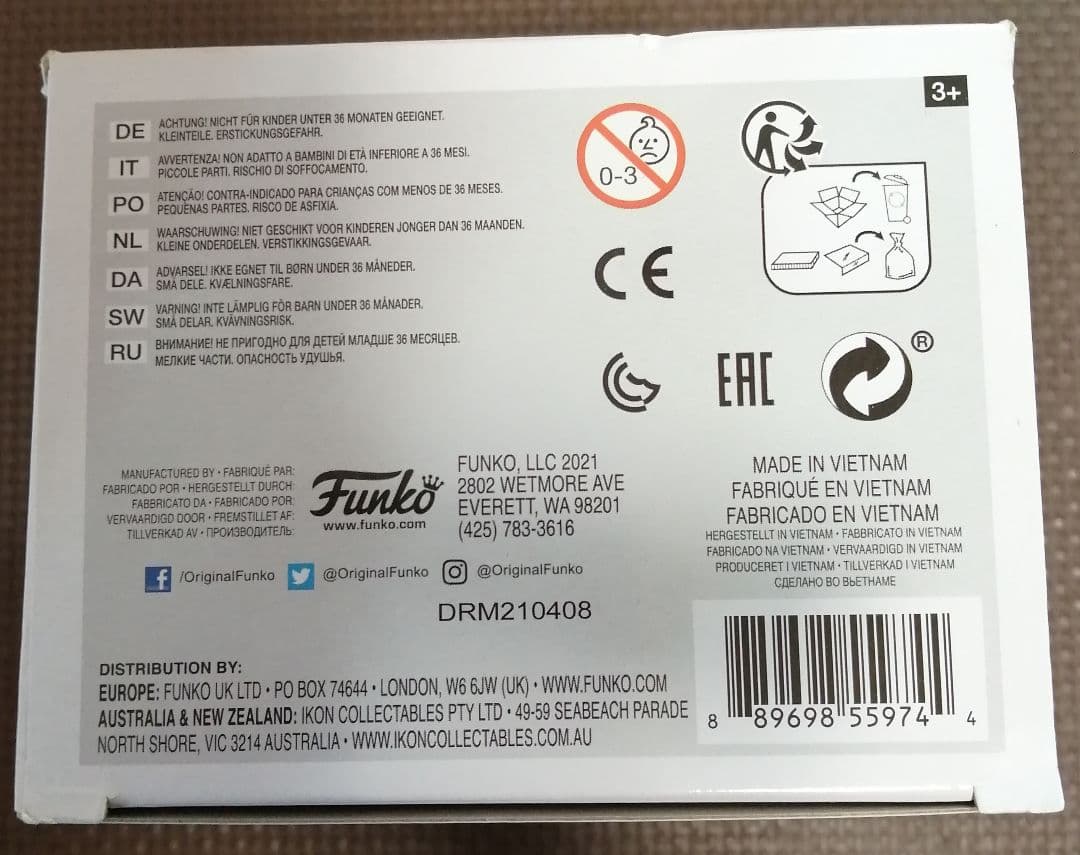 3+
DE
ACHTUNG! NICHT FÜR KINDER UNTER 36 MONATEN GEEIGNET.
KLEINTEILE. ERSTICKUNGSGEFAHR.
IT
AVVERTENZA! NON ADATTO A BAMBINI DI ETÀ INFERIORE A 36 MESI.
PICCOLE PARTI. RISCHIO DI SOFFOCAMENTO.
PO
ATENÇÃO! CONTRA-INDICADO PARA CRIANÇAS COM MENOS DE 36 MESES.
PEQUENAS PARTES. RISCO DE ASFIXIA.
NL
WAARSCHUWING! NIET GESCHIKT VOOR KINDEREN JONGER DAN 36 MAANDEN.
KLEINE ONDERDELEN. VERSTIKKINGSGEVAAR.
DA
ADVARSEL! IKKE EGNET TIL BØRN UNDER 36 MÅNEDER.
SMÅ DELE. KVÆLNINGSFARE.
SW
VARNING! INTE LÄMPLIG FÖR BARN UNDER 36 MÅNADER.
SMÅ DELAR. KVÄVNINGSRISK.
RU
ВНИМАНИЕ! НЕ ПРИГОДНО ДЛЯ ДЕТЕЙ МЛАДШЕ 36 МЕСЯЦЕВ.
МЕЛКИЕ ЧАСТИ. ОПАСНОСТЬ УДУШЬЯ.
0-3
CE
EAC
®
MANUFACTURED BY • FABRIQUÉ PAR:
FABRICADO POR • HERGESTELLT DURCH:
FABBRICATO DA • FABRICADO POR:
VERVAARDIGD DOOR • FREMSTILLET AF:
TILLVERKAD AV • ПРОИЗВОДИТЕЛЬ:
Funko
www.funko.com
FUNKO, LLC 2021
2802 WETMORE AVE
EVERETT, WA 98201
(425) 783-3616
MADE IN VIETNAM
FABRIQUÉ EN VIETNAM
FABRICADO EN VIETNAM
HERGESTELLT IN VIETNAM • FABBRICATO IN VIETNAM
FABRICADO NA VIETNAM • VERVAARDIGD IN VIETNAM
PRODUCERET I VIETNAM • TILLVERKAD I VIETNAM
СДЕЛАНО ВО ВЬЕТНАМЕ
f /OriginalFunko @OriginalFunko @OriginalFunko
DRM210408
DISTRIBUTION BY:
EUROPE: FUNKO UK LTD • PO BOX 74644 • LONDON, W6 6JW (UK) • WWW.FUNKO.COM
AUSTRALIA & NEW ZEALAND: IKON COLLECTABLES PTY LTD • 49-59 SEABEACH PARADE
NORTH SHORE, VIC 3214 AUSTRALIA • WWW.IKONCOLLECTABLES.COM.AU
8 89698 55974 4